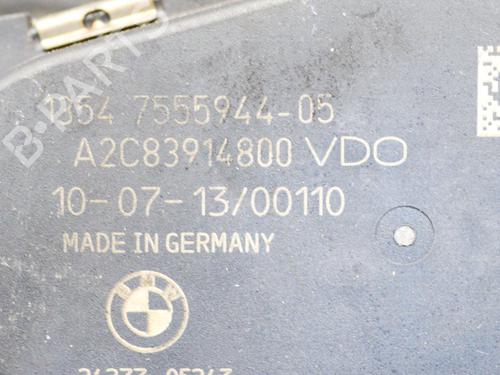 1354 7555944-05
A2C83914800 VDO
10-07-13/00110
MADE IN GERMANY
BMW
B-PARTS